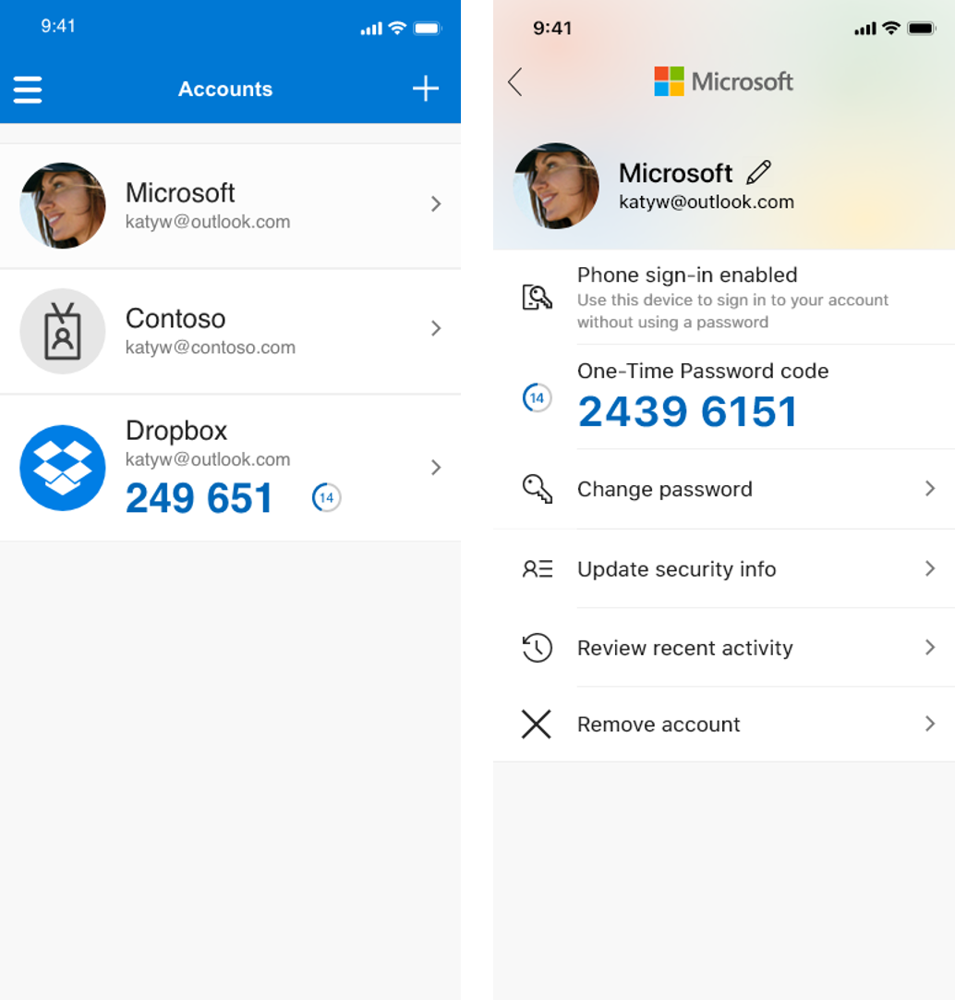 9:41
Accounts
Microsoft
katyw@outlook.com
Contoso
katyw@contoso.com
Dropbox
katyw@outlook.com
249 651
14
9:41
Microsoft
Microsoft
katyw@outlook.com
Phone sign-in enabled
Use this device to sign in to your account
without using a password
One-Time Password code
14
2439 6151
Change password
Update security info
Review recent activity
Remove account